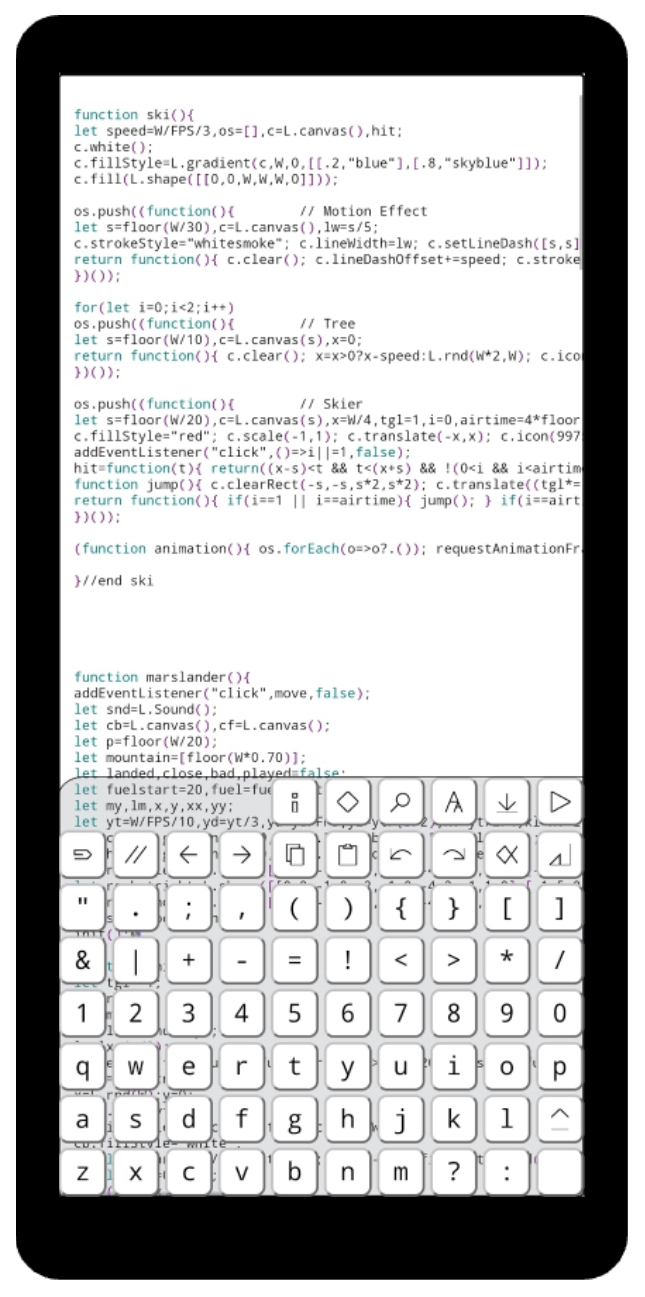 function ski(){
let speed=W/FPS/3,os=[],c=L.canvas(),hit;
c.white();
c.fillStyle=L.gradient(c,W,0,[[.2,"blue"],[.8,"skyblue"]]);
c.fill(L.shape([[0,0,W,W,W,0]]));
os.push((function(){ // Motion Effect
let s=floor(W/30),c=L.canvas(),lw=s/5;
c.strokeStyle="whitesmoke"; c.lineWidth=lw; c.setLineDash([s,s]
return function(){ c.clear(); c.lineDashOffset+=speed; c.stroke
})());
for(let i=0;i<2;i++)
os.push((function(){ // Tree
let s=floor(W/10),c=L.canvas(s),x=0;
return function(){ c.clear(); x=x>0?x-speed:L.rnd(W*2,W); c.ico
})());
os.push((function(){ // Skier
let s=floor(W/20),c=L.canvas(s),x=W/4,tgl=1,i=0,airtime=4*floor
c.fillStyle="red"; c.scale(-1,1); c.translate(-x,x); c.icon(997
addEventListener("click",()=>i||=1,false);
hit=function(t){ return((x-s)<t && t<(x+s) && !(0<i && i<airtim
function jump(){ c.clearRect(-s,-s,s*2,s*2); c.translate((tgl*=
return function(){ if(i==1 || i==airtime){ jump(); } if(i==airt
})());
(function animation(){ os.forEach(o=>o?.()); requestAnimationFr
}//end ski
function marslander(){
addEventListener("click",move,false);
let snd=L.Sound();
let cb=L.canvas(),cf=L.canvas();
let p=floor(W/20);
let mountain=[floor(W*0.70)];
let landed,close,bad,played=false;
let fuelstart=20,fuel=fue
let my,lm,x,y,xx,yy;
let yt=W/FPS/10,yd=yt/3,
" . ; , ( ) { } [ ]
& | + - = ! < > * /
1 2 3 4 5 6 7 8 9 0
q w e r t y u i o p
a s d f g h j k l ^
z x c v b n m ? :